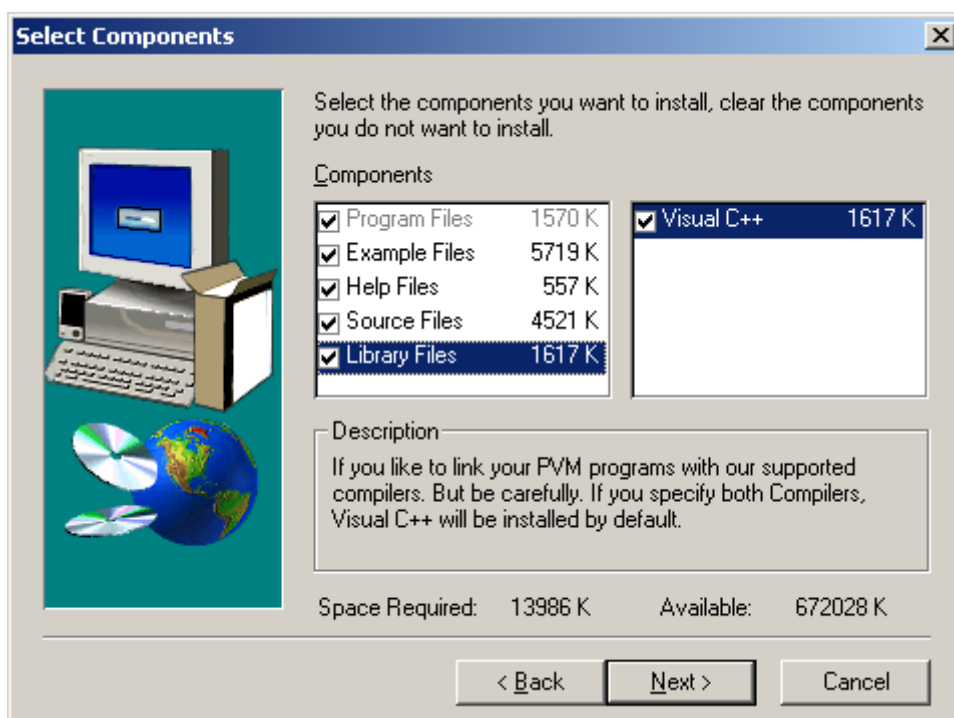 Select Components
Select the components you want to install, clear the components
you do not want to install.
Components
Program Files 1570 K
Example Files 5719 K
Help Files 557 K
Source Files 4521 K
Library Files 1617 K
Visual C++ 1617 K
Description
If you like to link your PVM programs with our supported
compilers. But be carefully. If you specify both Compilers,
Visual C++ will be installed by default.
Space Required: 13986 K Available: 672028 K
< Back Next > Cancel